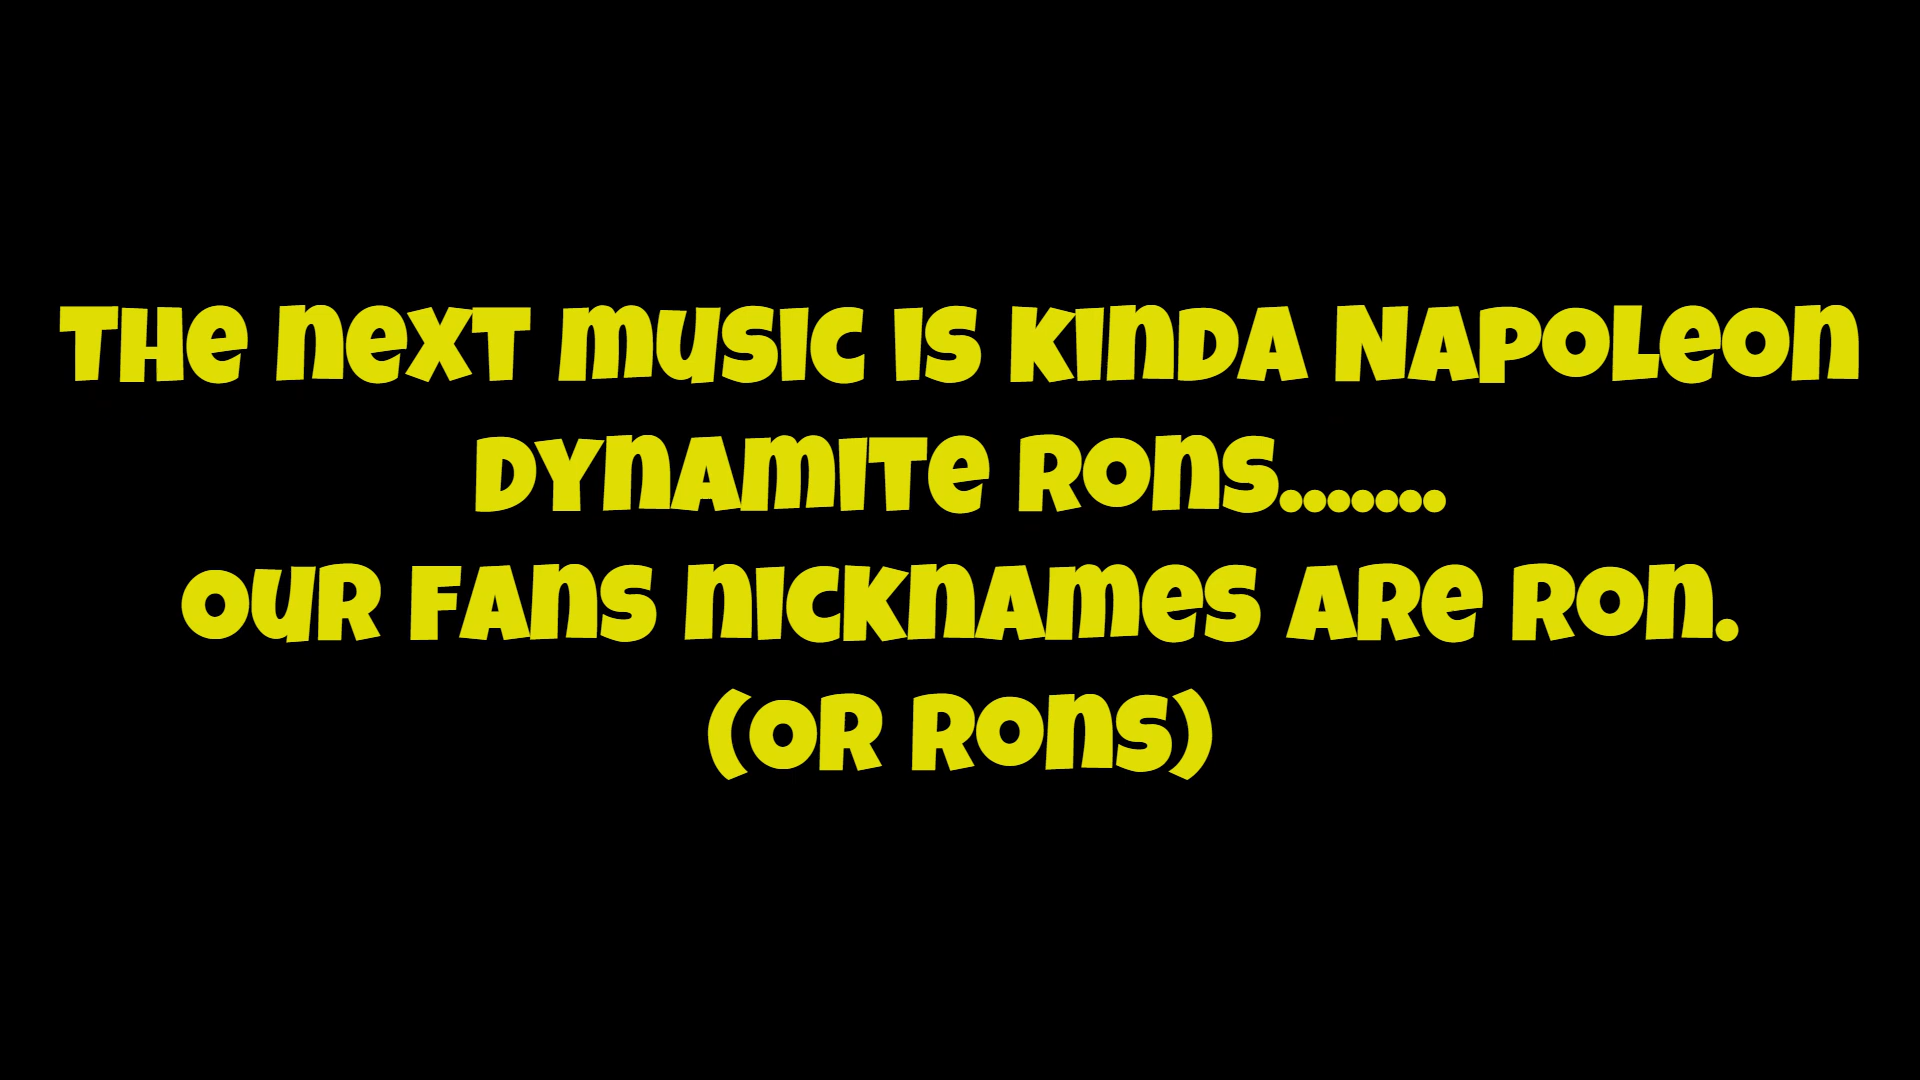 The next music is kinda Napoleon
Dynamite Rons.......
Our fans nicknames are Ron.
(Or Rons)